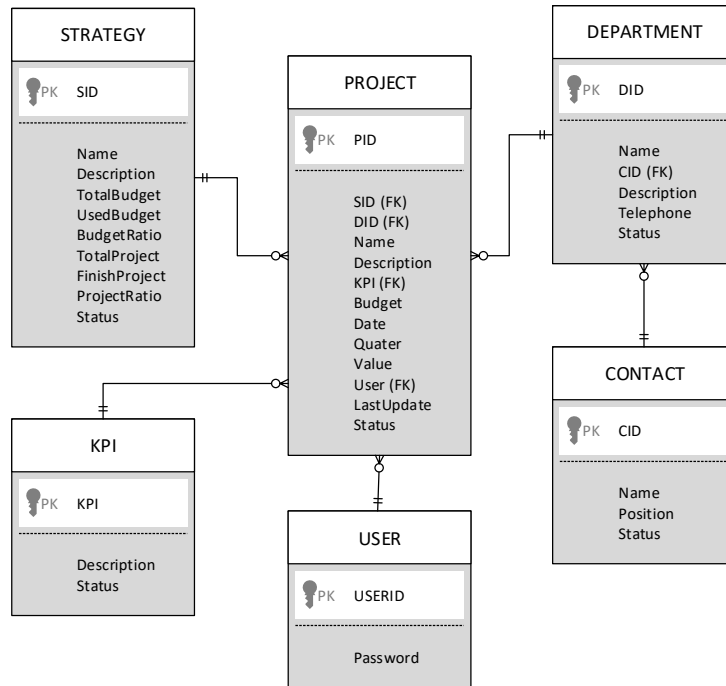 STRATEGY
PK SID
Name
Description
TotalBudget
UsedBudget
BudgetRatio
TotalProject
FinishProject
ProjectRatio
Status
PROJECT
PK PID
SID (FK)
DID (FK)
Name
Description
KPI (FK)
Budget
Date
Quater
Value
User (FK)
LastUpdate
Status
DEPARTMENT
PK DID
Name
CID (FK)
Description
Telephone
Status
KPI
PK KPI
Description
Status
USER
PK USERID
Password
CONTACT
PK CID
Name
Position
Status